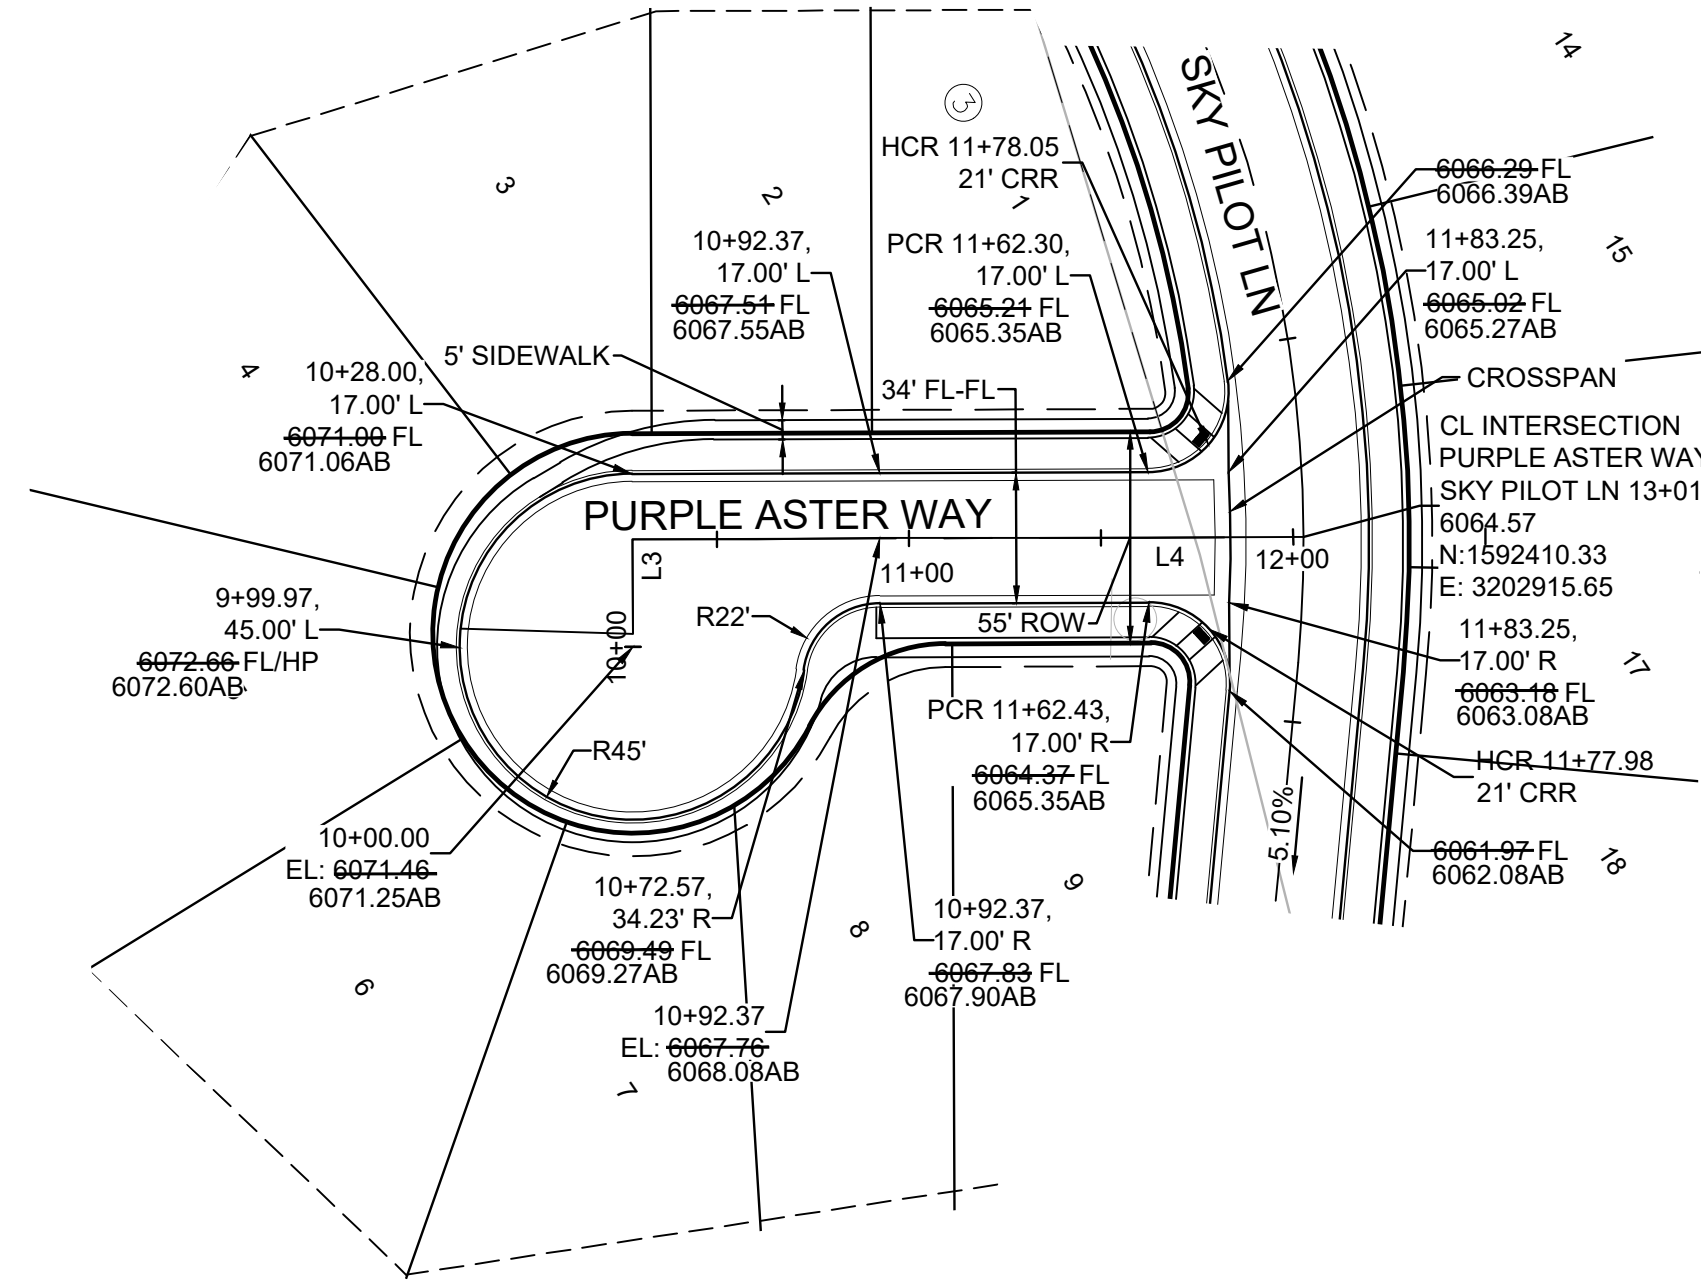 14
SKY PILOT LN
3
HCR 11+78.05
21' CRR
1
2
3
6066.29 FL
6066.39AB
10+92.37,
17.00' L
6067.51 FL
6067.55AB
PCR 11+62.30,
17.00' L
6065.21 FL
6065.35AB
11+83.25,
17.00' L
6065.02 FL
6065.27AB
15
5' SIDEWALK
4
10+28.00,
17.00' L
6071.00 FL
6071.06AB
34' FL-FL
CROSSPAN
CL INTERSECTION
PURPLE ASTER WAY
SKY PILOT LN 13+01
6064.57
N:1592410.33
E: 3202915.65
PURPLE ASTER WAY
L3
11+00
L4
12+00
9+99.97,
45.00' L
6072.66 FL/HP
6072.60AB
10+00
R22'
55' ROW
11+83.25,
17.00' R
6063.18 FL
6063.08AB
17
R45'
PCR 11+62.43,
17.00' R
6064.37 FL
6065.35AB
HCR 11+77.98
21' CRR
5.10%
10+00.00
EL: 6071.46
6071.25AB
6061.97 FL
6062.08AB
18
10+72.57,
34.23' R
6069.49 FL
6069.27AB
9
8
10+92.37,
17.00' R
6067.83 FL
6067.90AB
6
10+92.37
EL: 6067.76
6068.08AB
7